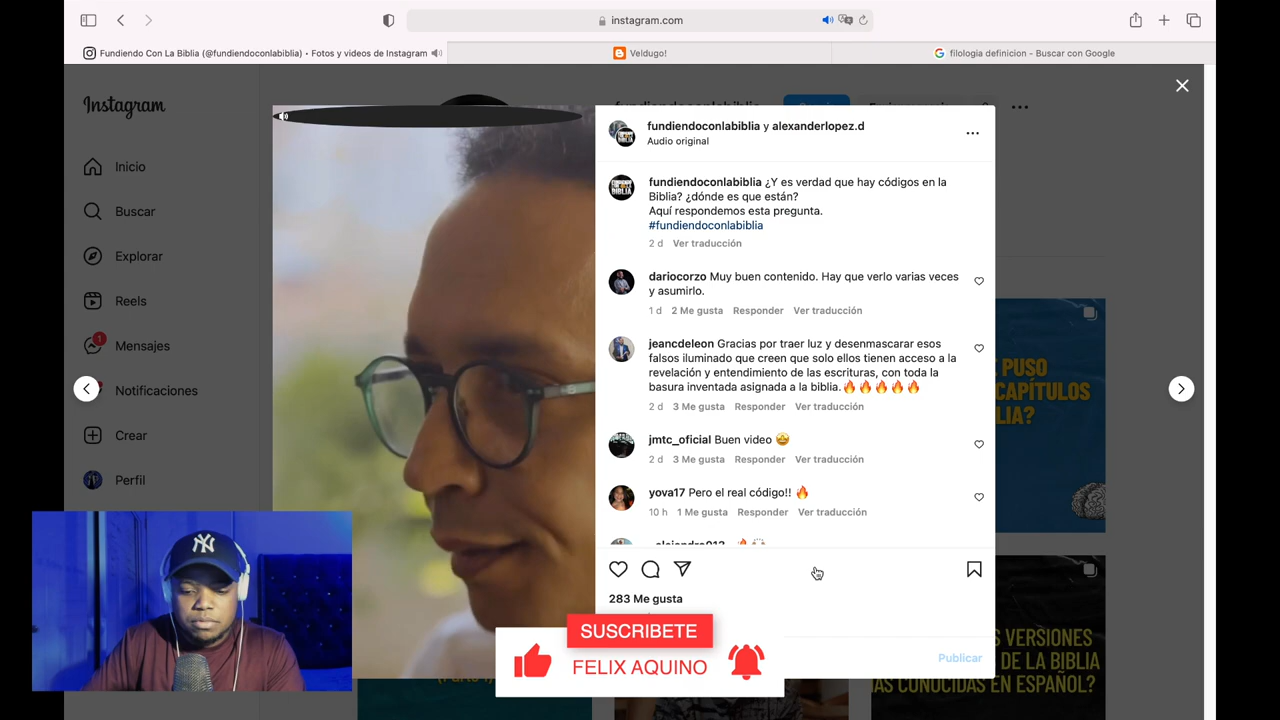 instagram.com
Fundiendo Con La Biblia (@fundiendoconlabiblia) • Fotos y videos de Instagram
Veldugo!
filologia definicion - Buscar con Google
Instagram
Inicio
Buscar
Explorar
Reels
1
Mensajes
Notificaciones
Crear
Perfil
fundiendoconlabiblia y alexanderlopez.d
Audio original
fundiendoconlabiblia ¿Y es verdad que hay códigos en la
Biblia? ¿dónde es que están?
Aquí respondemos esta pregunta.
#fundiendoconlabiblia
2 d Ver traducción
dariocorzo Muy buen contenido. Hay que verlo varias veces
y asumirlo.
1 d 2 Me gusta Responder Ver traducción
jeancdeleon Gracias por traer luz y desenmascarar esos
falsos iluminado que creen que solo ellos tienen acceso a la
revelación y entendimiento de las escrituras, con toda la
basura inventada asignada a la biblia.🔥🔥🔥🔥🔥
2 d 3 Me gusta Responder Ver traducción
jmtc_oficial Buen video 🤩
2 d 3 Me gusta Responder Ver traducción
yova17 Pero el real código!! 🔥
10 h 1 Me gusta Responder Ver traducción
283 Me gusta
Publicar
PUSO
CAPÍTULOS
LIA?
S VERSIONES
DE LA BIBLIA
ÁS CONOCIDAS EN ESPAÑOL?
NY
SUSCRIBETE
FELIX AQUINO